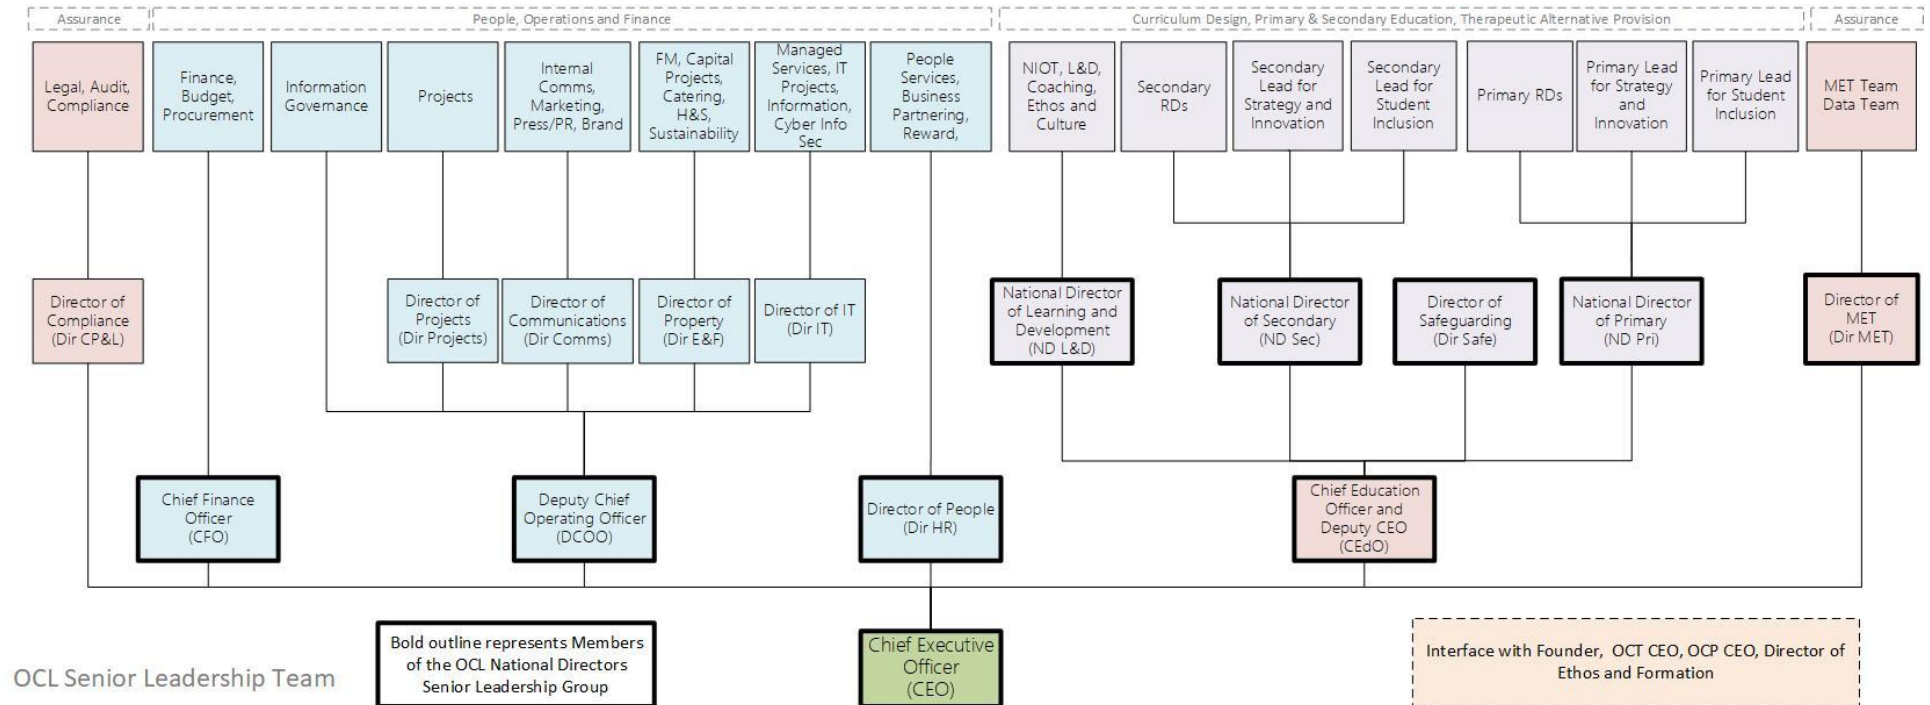 Assurance
People, Operations and Finance
Curriculum Design, Primary & Secondary Education, Therapeutic Alternative Provision
Assurance
Legal, Audit,
Compliance
Finance,
Budget,
Procurement
Information
Governance
Projects
Internal
Comms,
Marketing,
Press/PR, Brand
FM, Capital
Projects,
Catering,
H&S,
Sustainability
Managed
Services, IT
Projects,
Information,
Cyber Info
Sec
People
Services,
Business
Partnering,
Reward,
NIOT, L&D,
Coaching,
Ethos and
Culture
Secondary
RDs
Secondary
Lead for
Strategy and
Innovation
Secondary
Lead for
Student
Inclusion
Primary RDs
Primary Lead
for Strategy
and
Innovation
Primary Lead
for Student
Inclusion
MET Team
Data Team
Director of
Compliance
(Dir CP&L)
Director of
Projects
(Dir Projects)
Director of
Communications
(Dir Comms)
Director of
Property
(Dir E&F)
Director of IT
(Dir IT)
National Director
of Learning and
Development
(ND L&D)
National Director
of Secondary
(ND Sec)
Director of
Safeguarding
(Dir Safe)
National Director
of Primary
(ND Pri)
Director of
MET
(Dir MET)
Chief Finance
Officer
(CFO)
Deputy Chief
Operating Officer
(DCOO)
Director of People
(Dir HR)
Chief Education
Officer and
Deputy CEO
(CEdO)
OCL Senior Leadership Team
Bold outline represents Members
of the OCL National Directors
Senior Leadership Group
Chief Executive
Officer
(CEO)
Interface with Founder, OCT CEO, OCP CEO, Director of
Ethos and Formation